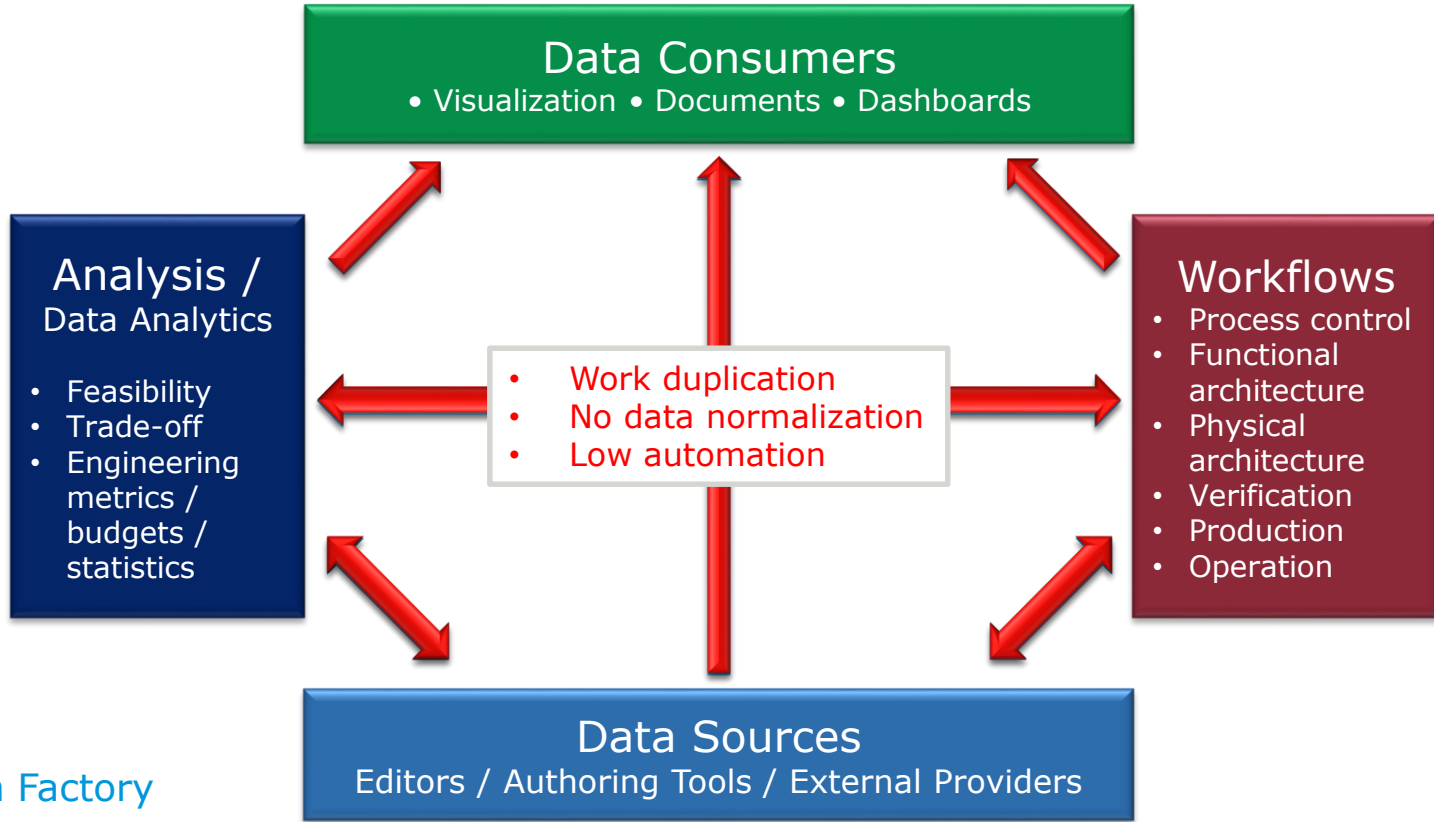 Data Consumers
• Visualization • Documents • Dashboards
Analysis /
Data Analytics
• Feasibility
• Trade-off
• Engineering
metrics /
budgets /
statistics
• Work duplication
• No data normalization
• Low automation
Workflows
• Process control
• Functional
architecture
• Physical
architecture
• Verification
• Production
• Operation
Data Sources
Editors / Authoring Tools / External Providers
Factory